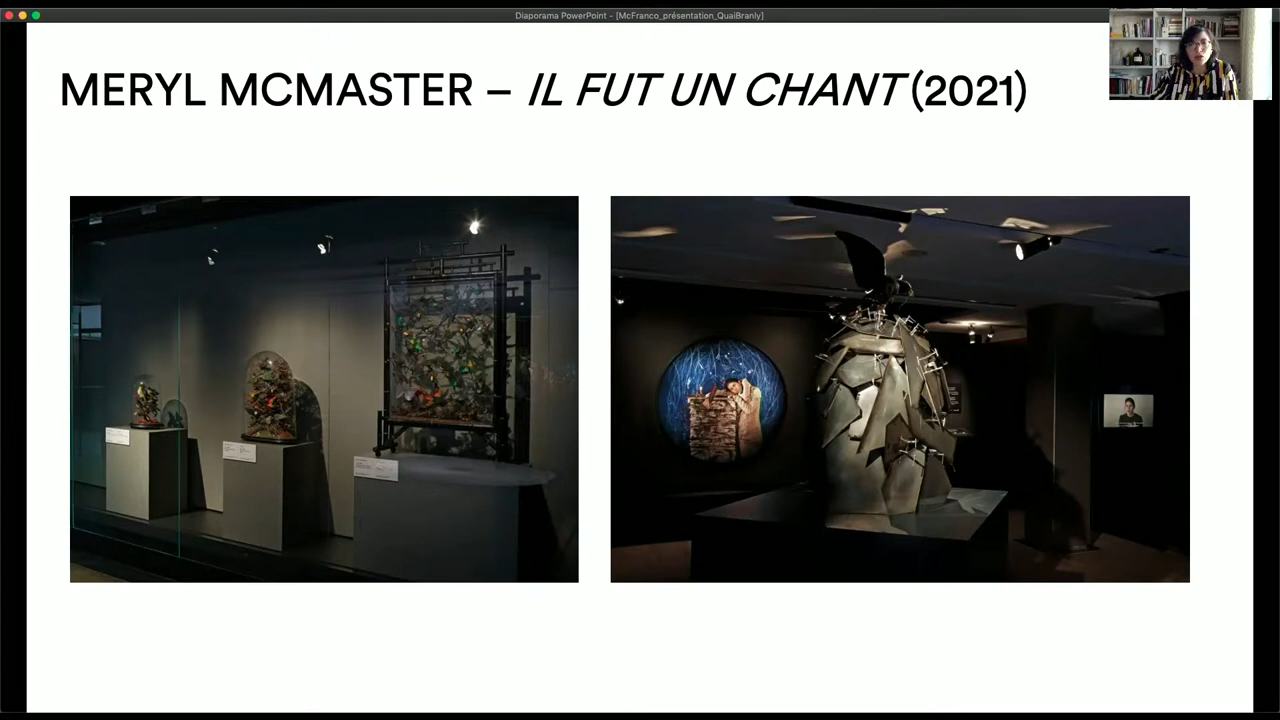 Diaporama PowerPoint - [McFranco_présentation_QuaiBranly]
MERYL MCMASTER – IL FUT UN CHANT (2021)